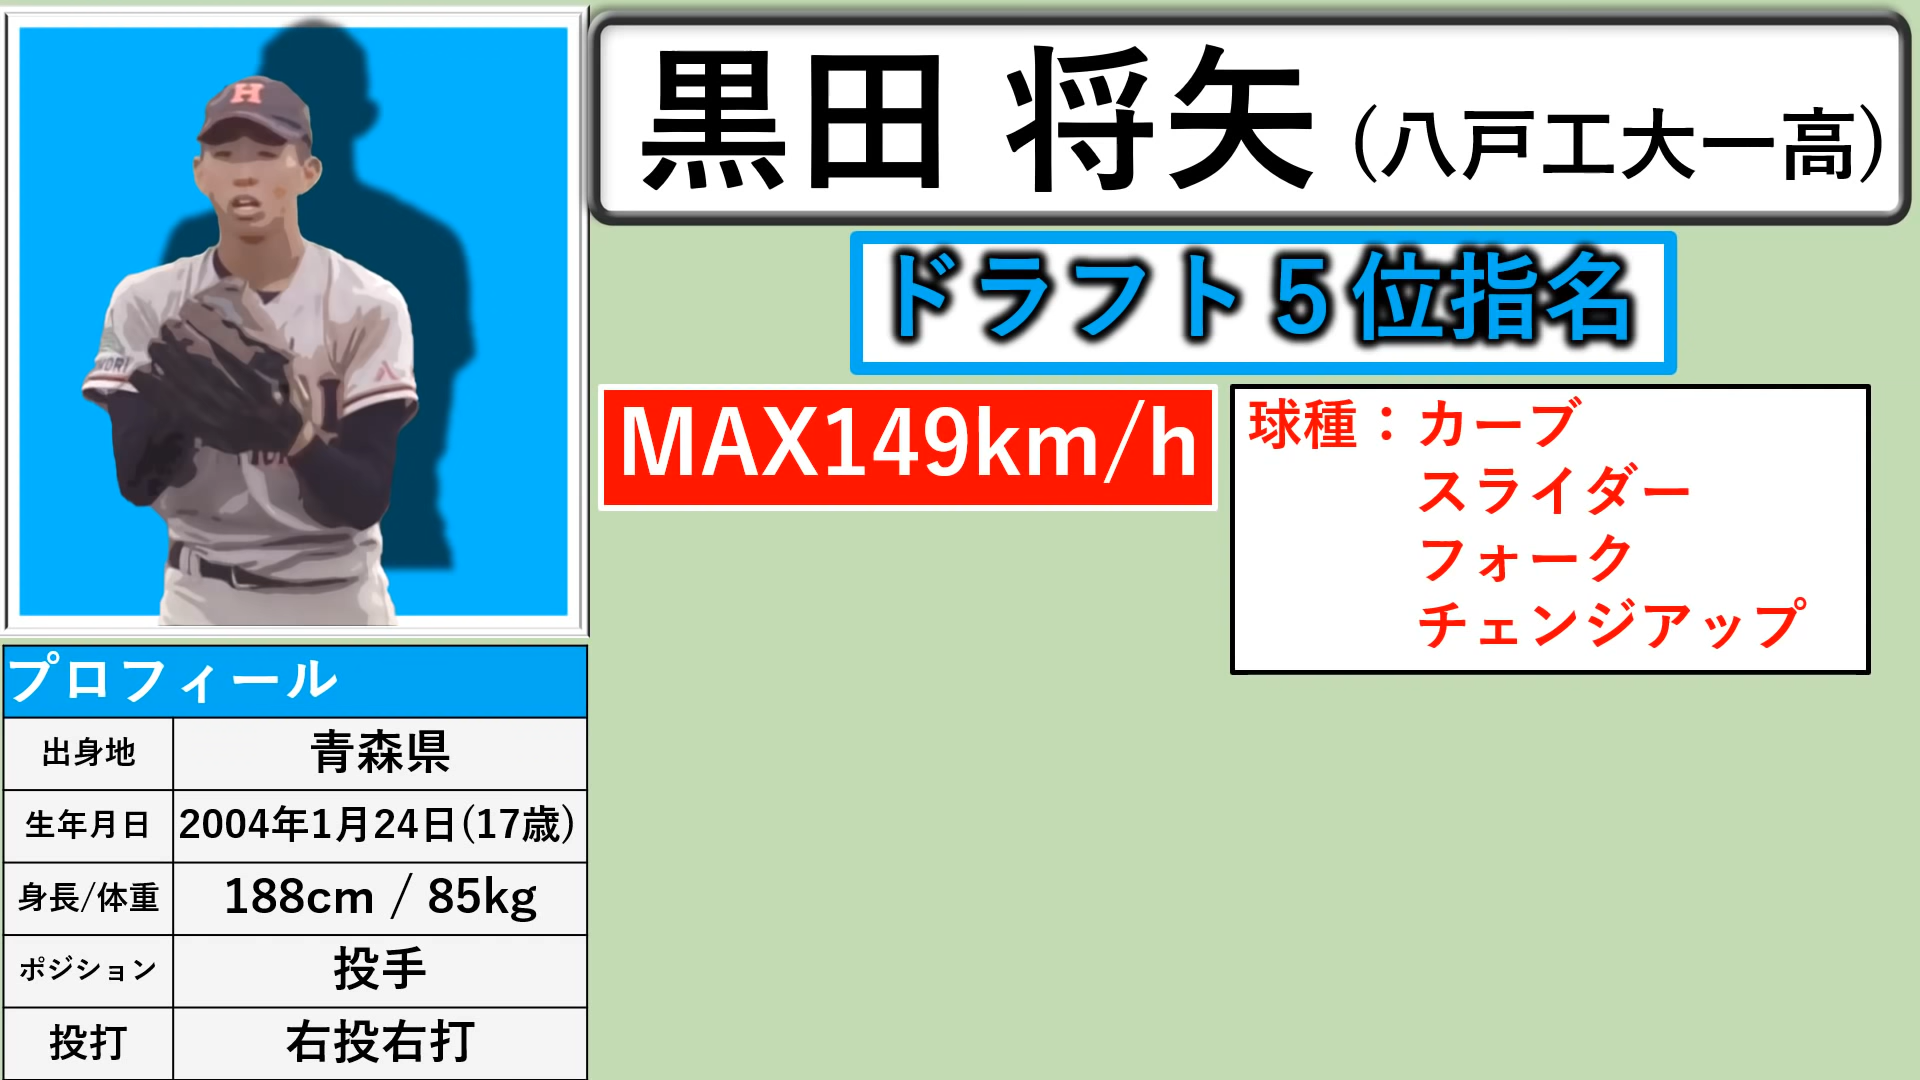 黒田 将矢（八戸工大一高）
ドラフト５位指名
MAX149km/h
球種：カーブ
スライダー
フォーク
チェンジアップ
H
八
プロフィール
出身地 青森県
生年月日 2004年1月24日(17歳)
身長/体重 188cm / 85kg
ポジション 投手
投打 右投右打